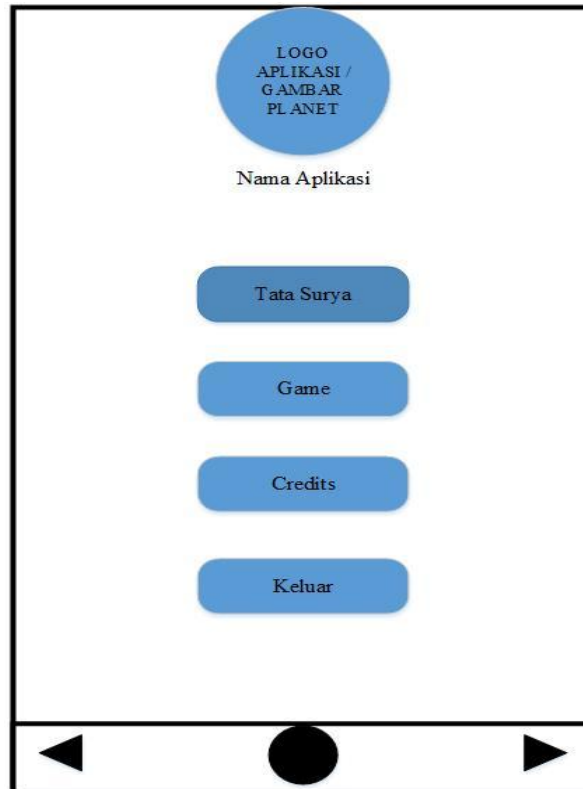 LOGO
APLIKASI /
GAMBAR
PLANET
Nama Aplikasi
Tata Surya
Game
Credits
Keluar